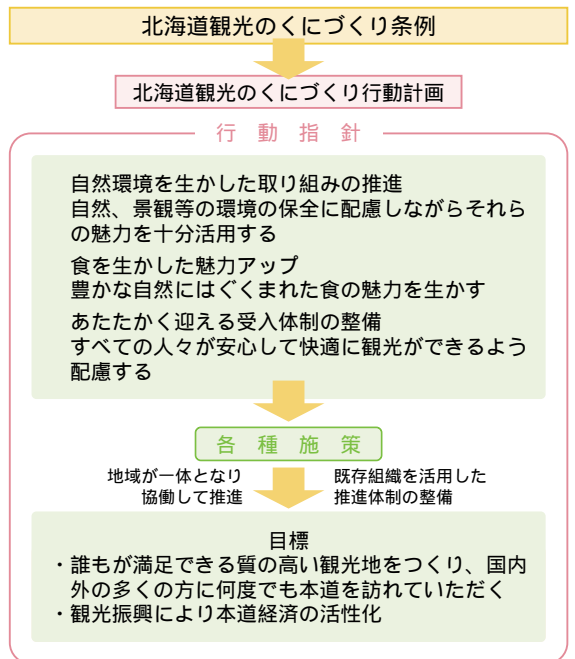 北海道観光のくにづくり条例
北海道観光のくにづくり行動計画
行動指針
自然環境を生かした取り組みの推進
自然、景観等の環境の保全に配慮しながらそれら
の魅力を十分活用する
食を生かした魅力アップ
豊かな自然にはぐくまれた食の魅力を生かす
あたたかく迎える受入体制の整備
すべての人々が安心して快適に観光ができるよう
配慮する
各種施策
地域が一体となり
協働して推進
既存組織を活用した
推進体制の整備
目標
・誰もが満足できる質の高い観光地をつくり、国内
外の多くの方に何度でも本道を訪れていただく
・観光振興により本道経済の活性化